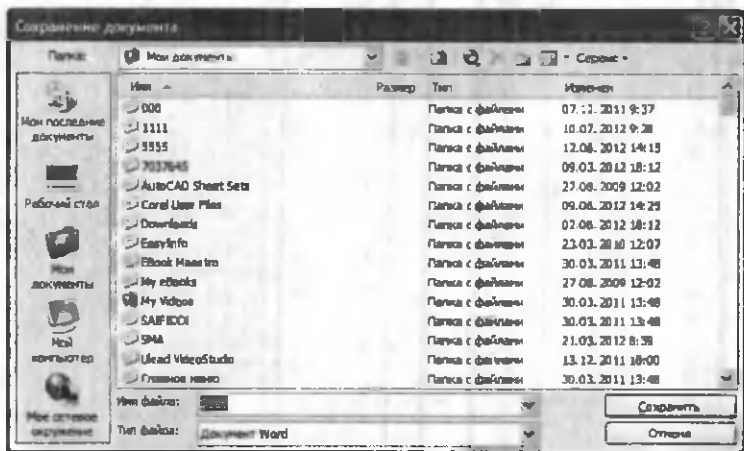 Сохранение документа
Папка: Мои документы Сервис
Имя Размер Тип Изменен
000 Папка с файлами 07.12.2011 9:37
1111 Папка с файлами 10.07.2012 9:28
5555 Папка с файлами 12.08.2012 14:15
7037645 Папка с файлами 09.03.2012 18:12
AutoCAD Sheet Sets Папка с файлами 27.08.2009 12:02
Corel User Files Папка с файлами 09.08.2012 14:25
Downloads Папка с файлами 02.08.2012 18:12
EasyInfo Папка с файлами 23.03.2010 12:07
EBook Maestro Папка с файлами 30.03.2011 13:48
My eBooks Папка с файлами 27.08.2009 12:02
My Videos Папка с файлами 30.03.2011 13:48
Папка с файлами 30.03.2011 13:48
SMA Папка с файлами 21.03.2012 8:39
Ulead VideoStudio Папка с файлами 13.12.2011 18:00
Главное меню Папка с файлами 30.03.2011 13:48
Мои последние
документы
Рабочий стол
Мои
документы
Мой
компьютер
Мое сетевое
окружение
Имя файла:
Сохранить
Тип файла: Документ Word
Отмена